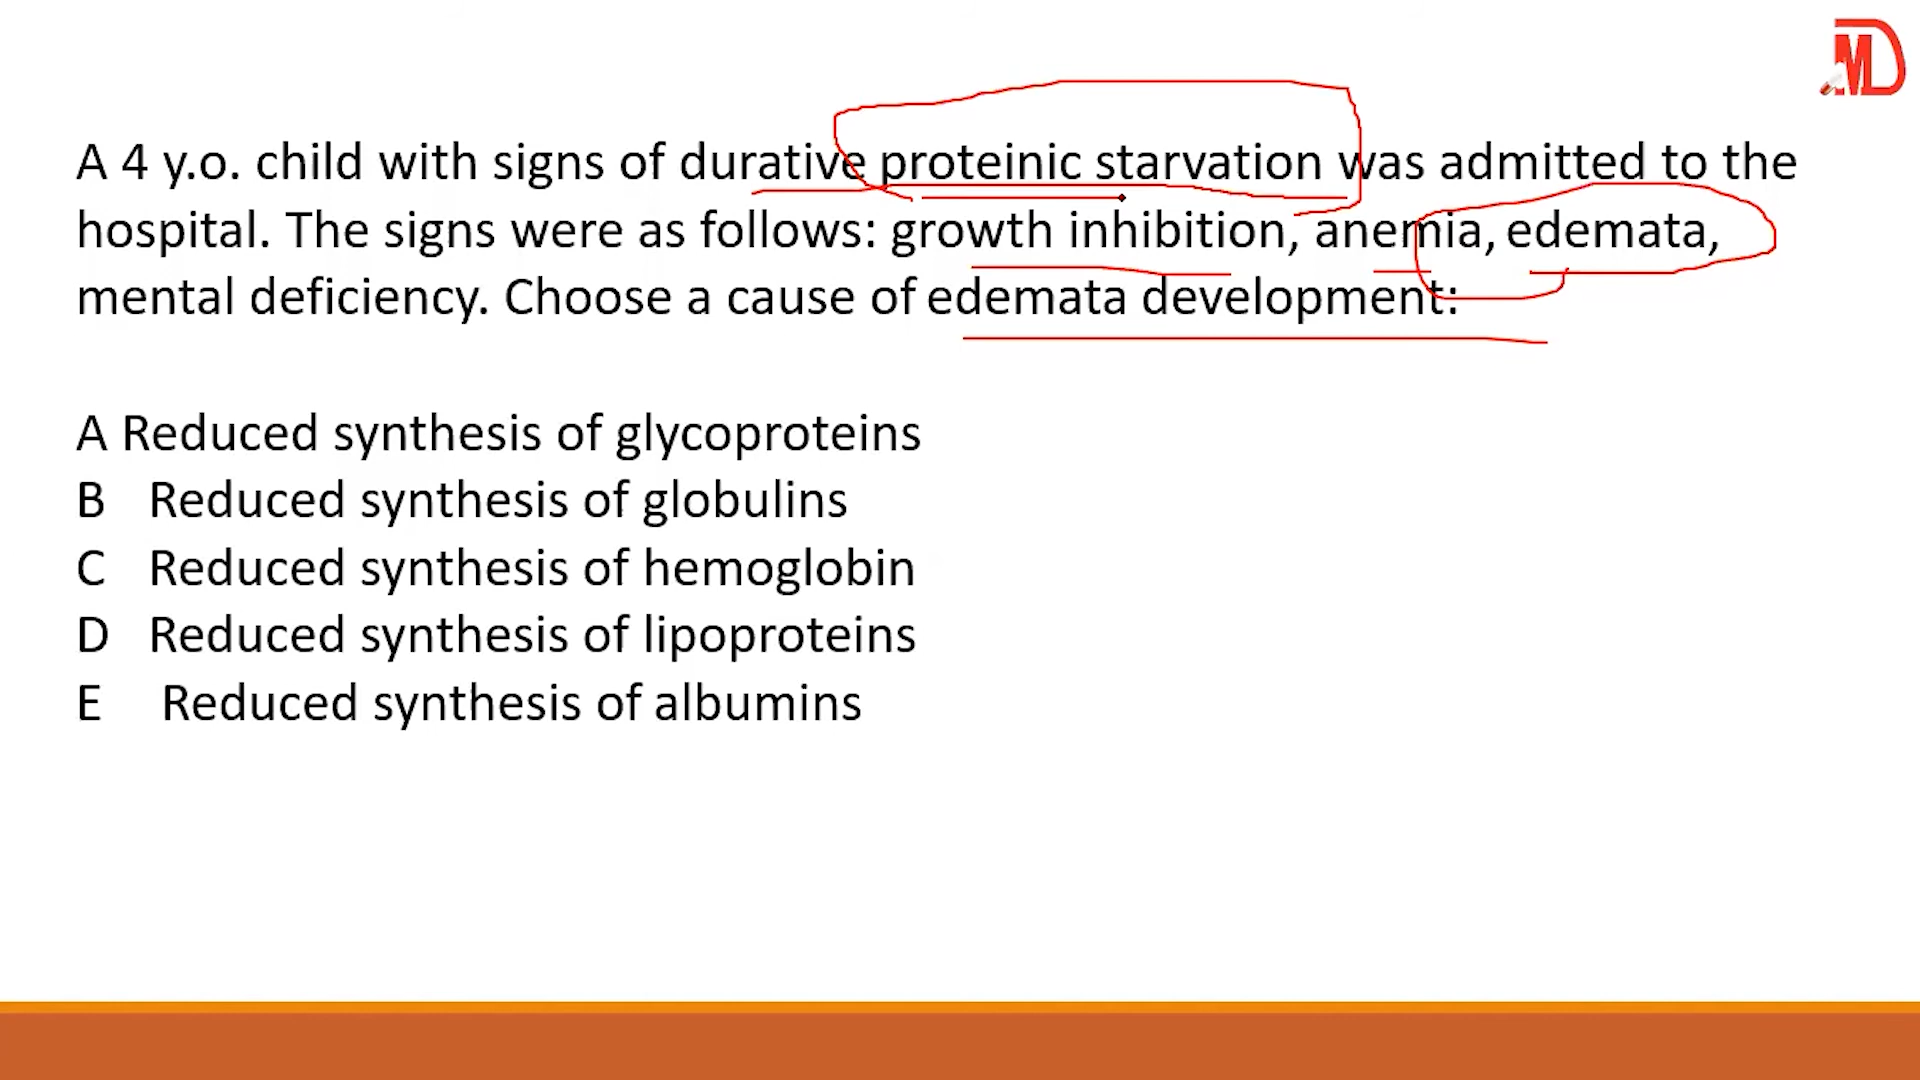 MD
A 4 y.o. child with signs of durative proteinic starvation was admitted to the
hospital. The signs were as follows: growth inhibition, anemia, edemata,
mental deficiency. Choose a cause of edemata development:
A Reduced synthesis of glycoproteins
B Reduced synthesis of globulins
C Reduced synthesis of hemoglobin
D Reduced synthesis of lipoproteins
E Reduced synthesis of albumins